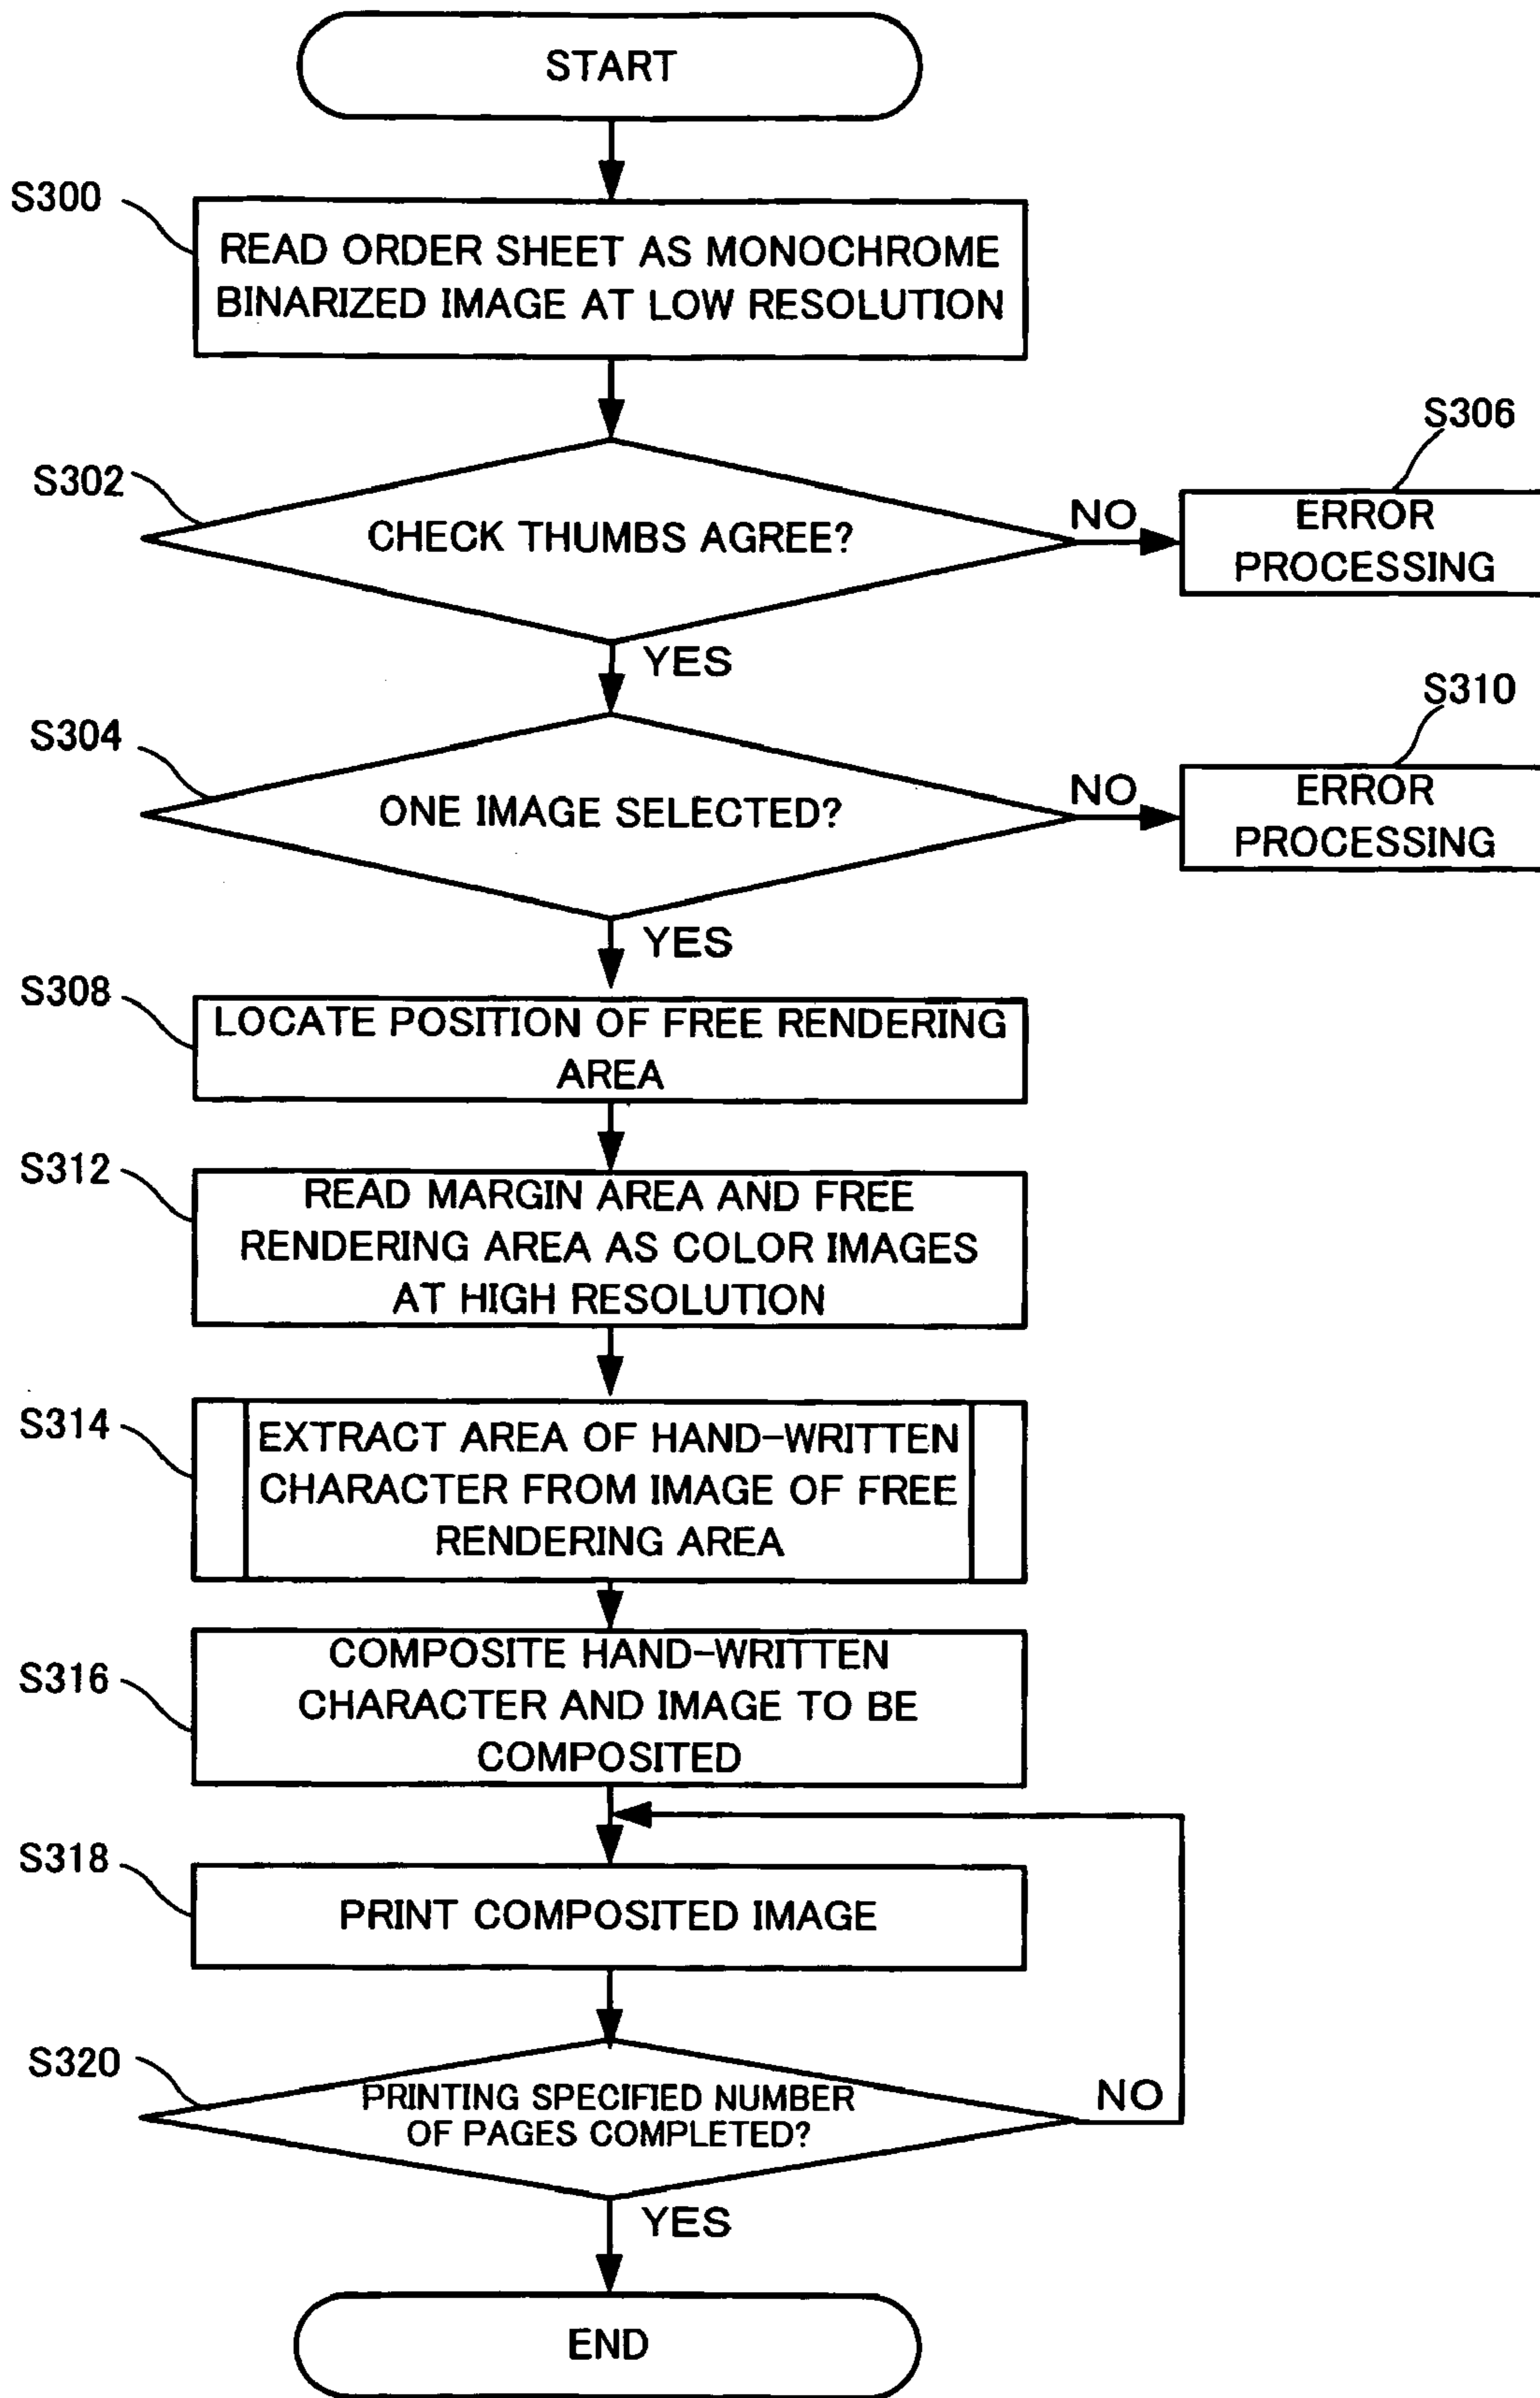 START
S300
READ ORDER SHEET AS MONOCHROME
BINARIZED IMAGE AT LOW RESOLUTION
S302
CHECK THUMBS AGREE?
NO
S306
ERROR
PROCESSING
YES
S304
ONE IMAGE SELECTED?
NO
S310
ERROR
PROCESSING
YES
S308
LOCATE POSITION OF FREE RENDERING
AREA
S312
READ MARGIN AREA AND FREE
RENDERING AREA AS COLOR IMAGES
AT HIGH RESOLUTION
S314
EXTRACT AREA OF HAND-WRITTEN
CHARACTER FROM IMAGE OF FREE
RENDERING AREA
S316
COMPOSITE HAND-WRITTEN
CHARACTER AND IMAGE TO BE
COMPOSITED
S318
PRINT COMPOSITED IMAGE
S320
PRINTING SPECIFIED NUMBER
OF PAGES COMPLETED?
NO
YES
END